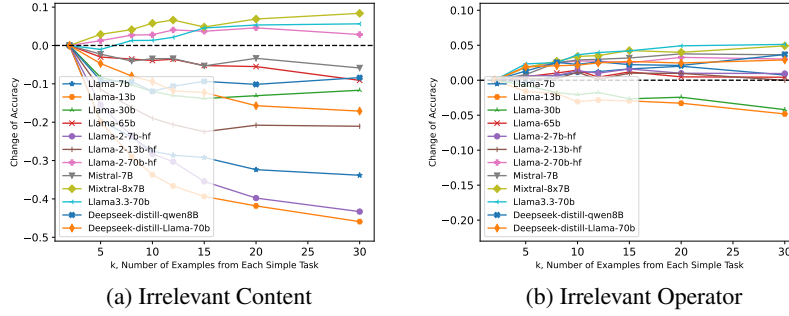 0.1
0.0
−0.1
−0.2
−0.3
−0.4
−0.5
Change of Accuracy
Llama-7b
Llama-13b
Llama-30b
Llama-65b
Llama-2-7b-hf
Llama-2-13b-hf
Llama-2-70b-hf
Mistral-7B
Mixtral-8x7B
Llama3.3-70b
Deepseek-distill-qwen8B
Deepseek-distill-Llama-70b
5 10 15 20 25 30
k, Number of Examples from Each Simple Task
(a) Irrelevant Content
0.10
0.05
0.00
−0.05
−0.10
−0.15
−0.20
Change of Accuracy
Llama-7b
Llama-13b
Llama-30b
Llama-65b
Llama-2-7b-hf
Llama-2-13b-hf
Llama-2-70b-hf
Mistral-7B
Mixtral-8x7B
Llama3.3-70b
Deepseek-distill-qwen8B
Deepseek-distill-Llama-70b
5 10 15 20 25 30
k, Number of Examples from Each Simple Task
(b) Irrelevant Operator